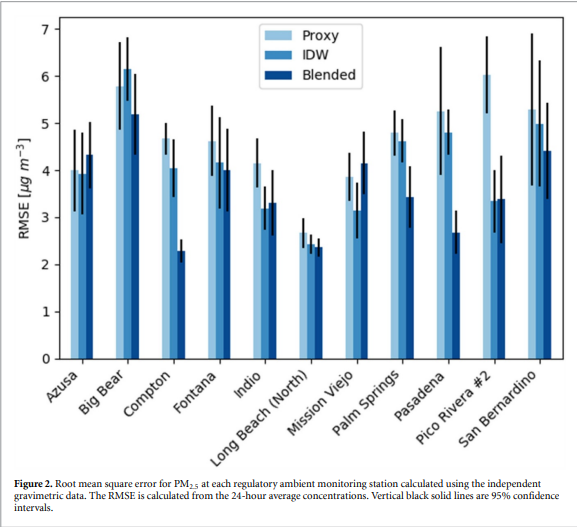 7
6
5
4
3
2
1
0
RMSE [μg m⁻³]
Proxy
IDW
Blended
Azusa
Big Bear
Compton
Fontana
Indio
Long Beach (North)
Mission Viejo
Palm Springs
Pasadena
Pico Rivera #2
San Bernardino
Figure 2. Root mean square error for PM₂.₅ at each regulatory ambient monitoring station calculated using the independent
gravimetric data. The RMSE is calculated from the 24-hour average concentrations. Vertical black solid lines are 95% confidence
intervals.